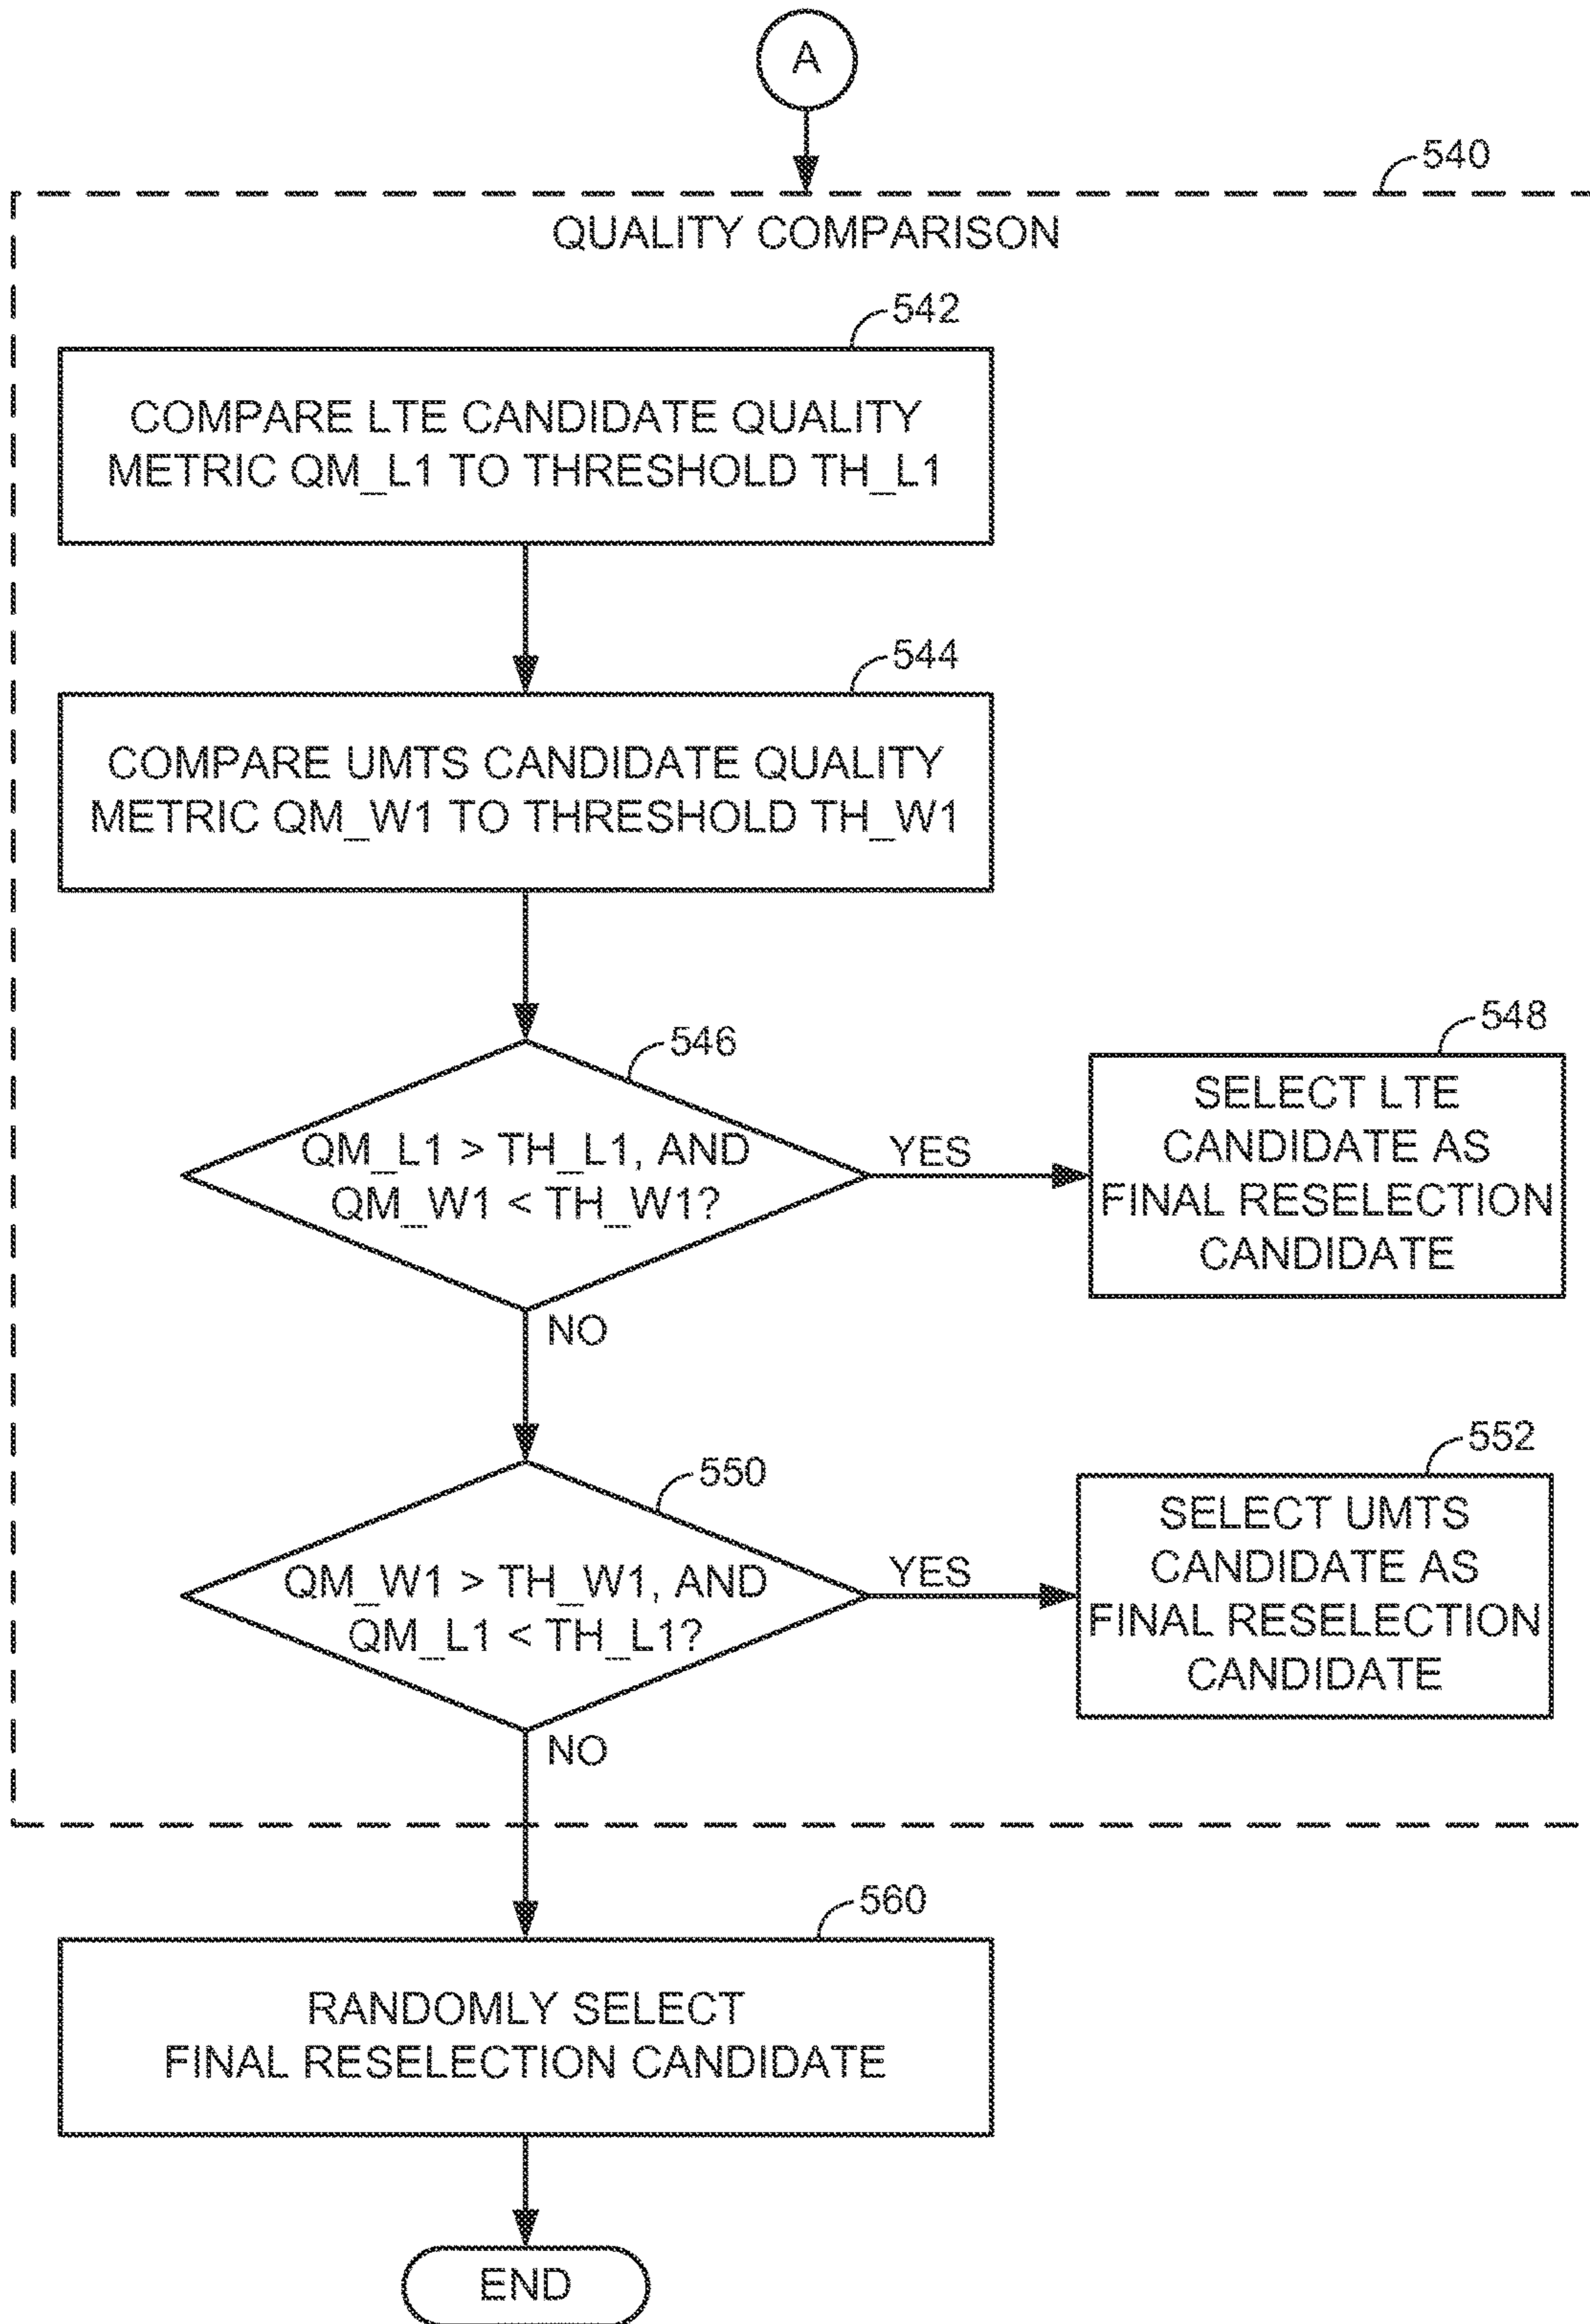 A
540
QUALITY COMPARISON
542
COMPARE LTE CANDIDATE QUALITY
METRIC QM_L1 TO THRESHOLD TH_L1
544
COMPARE UMTS CANDIDATE QUALITY
METRIC QM_W1 TO THRESHOLD TH_W1
546
QM_L1 > TH_L1, AND
QM_W1 < TH_W1?
YES
548
SELECT LTE
CANDIDATE AS
FINAL RESELECTION
CANDIDATE
NO
550
QM_W1 > TH_W1, AND
QM_L1 < TH_L1?
YES
552
SELECT UMTS
CANDIDATE AS
FINAL RESELECTION
CANDIDATE
NO
560
RANDOMLY SELECT
FINAL RESELECTION CANDIDATE
END